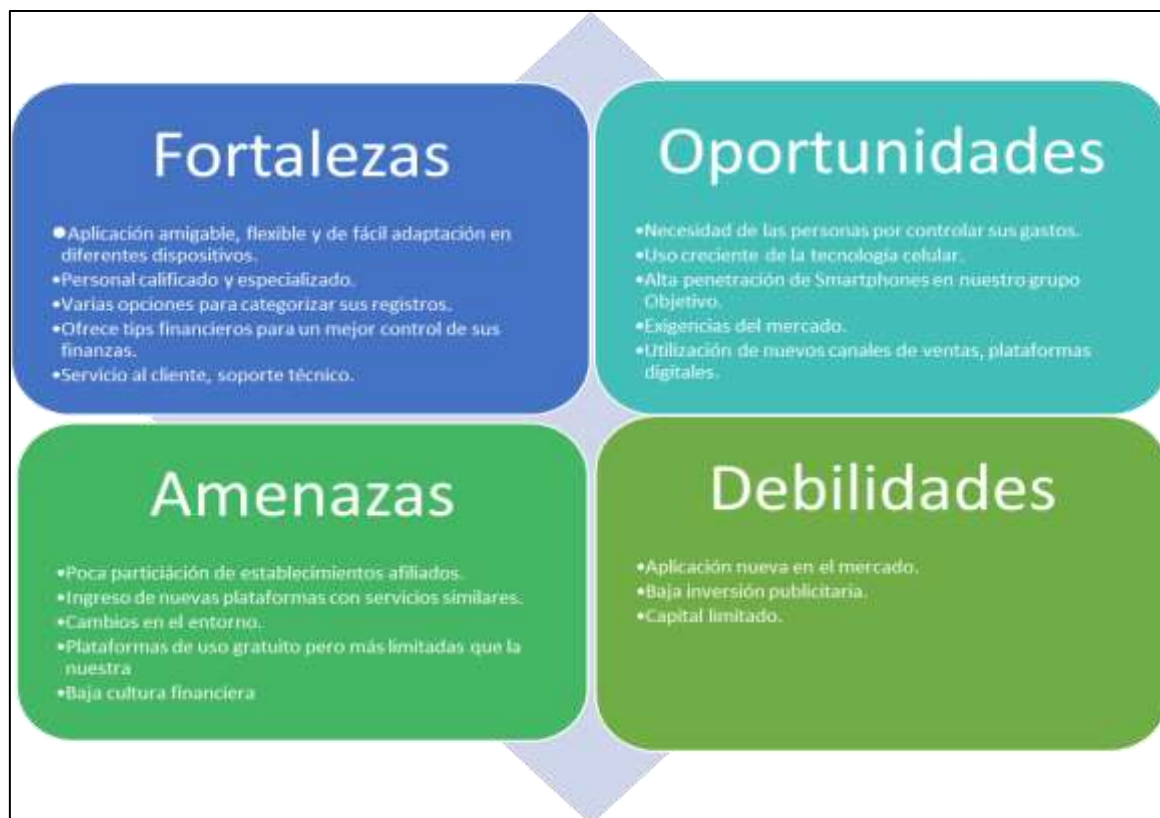 Fortalezas
•Aplicación amigable, flexible y de fácil adaptación en
diferentes dispositivos.
•Personal calificado y especializado.
•Varias opciones para categorizar sus registros.
•Ofrece tips financieros para un mejor control de sus
finanzas.
•Servicio al cliente, soporte técnico.
Oportunidades
•Necesidad de las personas por controlar sus gastos.
•Uso creciente de la tecnología celular.
•Alta penetración de Smartphones en nuestro grupo
Objetivo.
•Exigencias del mercado.
•Utilización de nuevos canales de ventas, plataformas
digitales.
Amenazas
•Poca particiáción de establecimientos afiliados.
•Ingreso de nuevas plataformas con servicios similares.
•Cambios en el entorno.
•Plataformas de uso gratuito pero más limitadas que la
nuestra
•Baja cultura financiera
Debilidades
•Aplicación nueva en el mercado.
•Baja inversión publicitaria.
•Capital limitado.